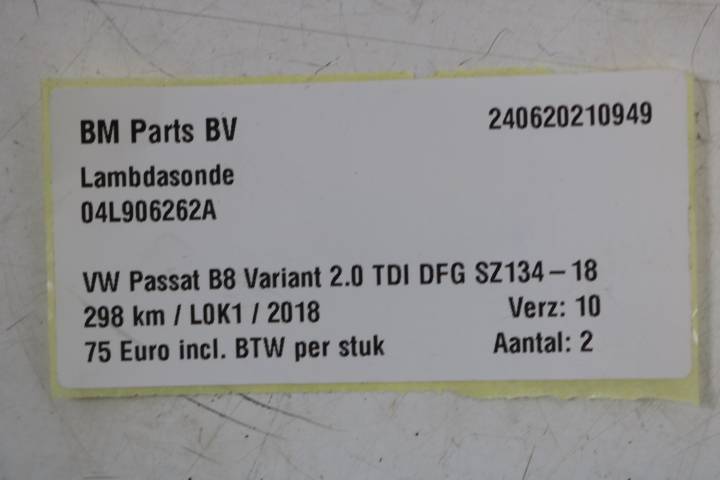 BM Parts BV 240620210949
Lambdasonde
04L906262A
VW Passat B8 Variant 2.0 TDI DFG SZ134-18
298 km / L0K1 / 2018 Verz: 10
75 Euro incl. BTW per stuk Aantal: 2